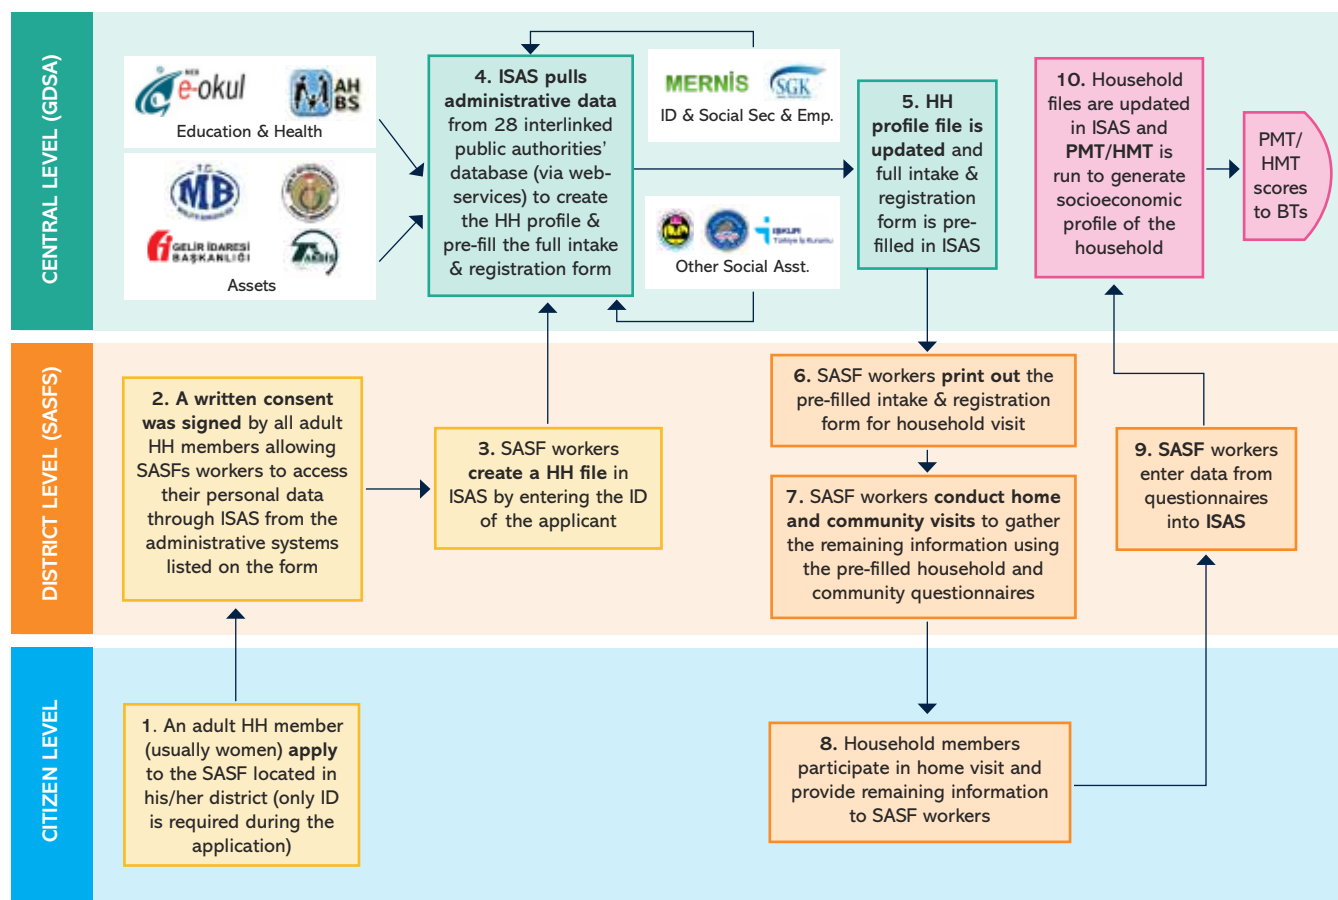 CENTRAL LEVEL (GDSA)
e-okul
AH
BS
Education & Health
T.C.
MB
GELİR İDARESİ
BAŞKANLIĞI
Assets
4. ISAS pulls
administrative data
from 28 interlinked
public authorities’
database (via web-
services) to create
the HH profile &
pre-fill the full intake
& registration form
MERNİS
SGK
ID & Social Sec & Emp.
İŞKUR
Türkiye İş Kurumu
Other Social Asst.
5. HH
profile file is
updated and
full intake &
registration
form is pre-
filled in ISAS
10. Household
files are updated
in ISAS and
PMT/HMT is
run to generate
socioeconomic
profile of the
household
PMT/
HMT
scores
to BTs
DISTRICT LEVEL (SASFS)
2. A written consent
was signed by all adult
HH members allowing
SASFs workers to access
their personal data
through ISAS from the
administrative systems
listed on the form
3. SASF workers
create a HH file in
ISAS by entering the ID
of the applicant
6. SASF workers print out the
pre-filled intake & registration
form for household visit
7. SASF workers conduct home
and community visits to gather
the remaining information using
the pre-filled household and
community questionnaires
9. SASF workers
enter data from
questionnaires
into ISAS
CITIZEN LEVEL
1. An adult HH member
(usually women) apply
to the SASF located in
his/her district (only ID
is required during the
application)
8. Household members
participate in home visit and
provide remaining information
to SASF workers